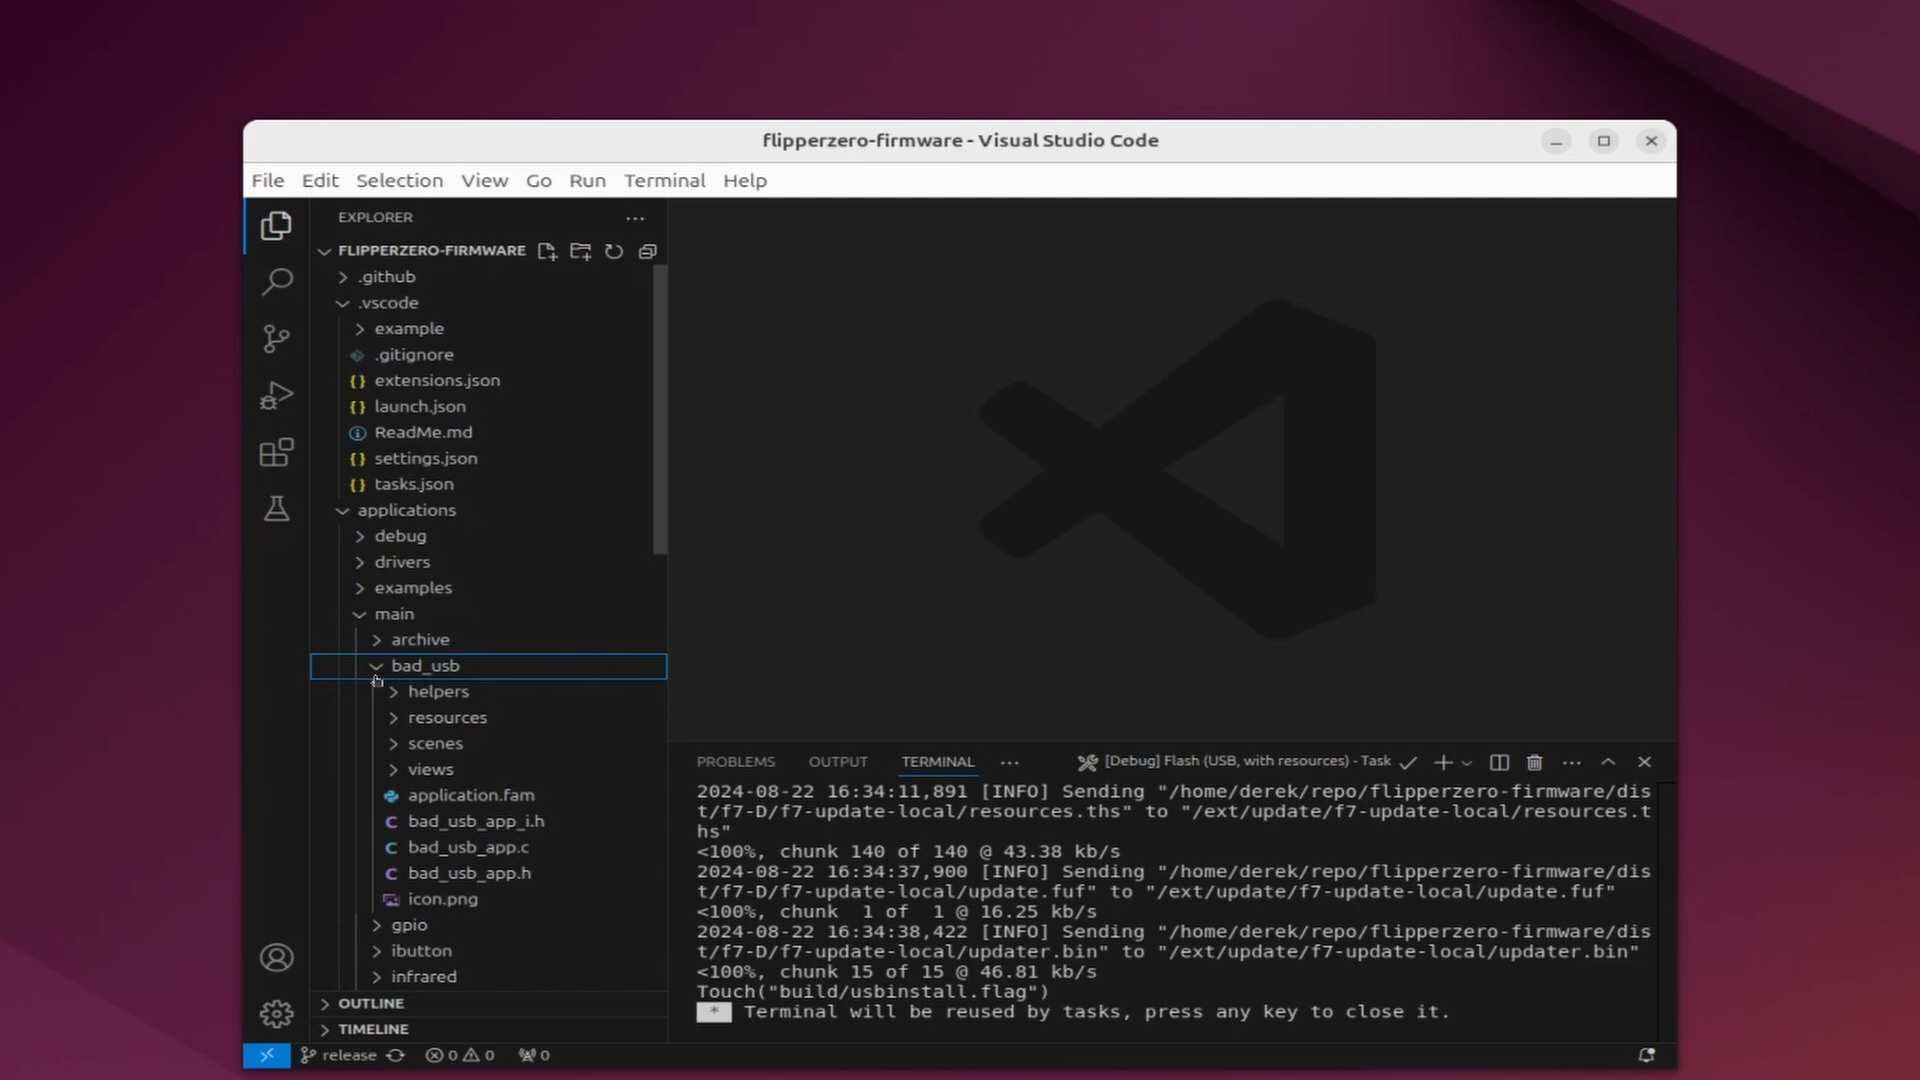 flipperzero-firmware - Visual Studio Code
File Edit Selection View Go Run Terminal Help
EXPLORER
FLIPPERZERO-FIRMWARE
.github
.vscode
example
.gitignore
extensions.json
launch.json
ReadMe.md
settings.json
tasks.json
applications
debug
drivers
examples
main
archive
bad_usb
helpers
resources
scenes
views
application.fam
bad_usb_app_i.h
bad_usb_app.c
bad_usb_app.h
icon.png
gpio
ibutton
infrared
OUTLINE
TIMELINE
PROBLEMS OUTPUT TERMINAL ··· [Debug] Flash (USB, with resources) - Task
2024-08-22 16:34:11,891 [INFO] Sending "/home/derek/repo/flipperzero-firmware/dis
t/f7-D/f7-update-local/resources.ths" to "/ext/update/f7-update-local/resources.t
hs"
<100%, chunk 140 of 140 @ 43.38 kb/s
2024-08-22 16:34:37,900 [INFO] Sending "/home/derek/repo/flipperzero-firmware/dis
t/f7-D/f7-update-local/update.fuf" to "/ext/update/f7-update-local/update.fuf"
<100%, chunk  1 of  1 @ 16.25 kb/s
2024-08-22 16:34:38,422 [INFO] Sending "/home/derek/repo/flipperzero-firmware/dis
t/f7-D/f7-update-local/updater.bin" to "/ext/update/f7-update-local/updater.bin"
<100%, chunk 15 of 15 @ 46.81 kb/s
Touch("build/usbinstall.flag")
* Terminal will be reused by tasks, press any key to close it.
release 0 0 0